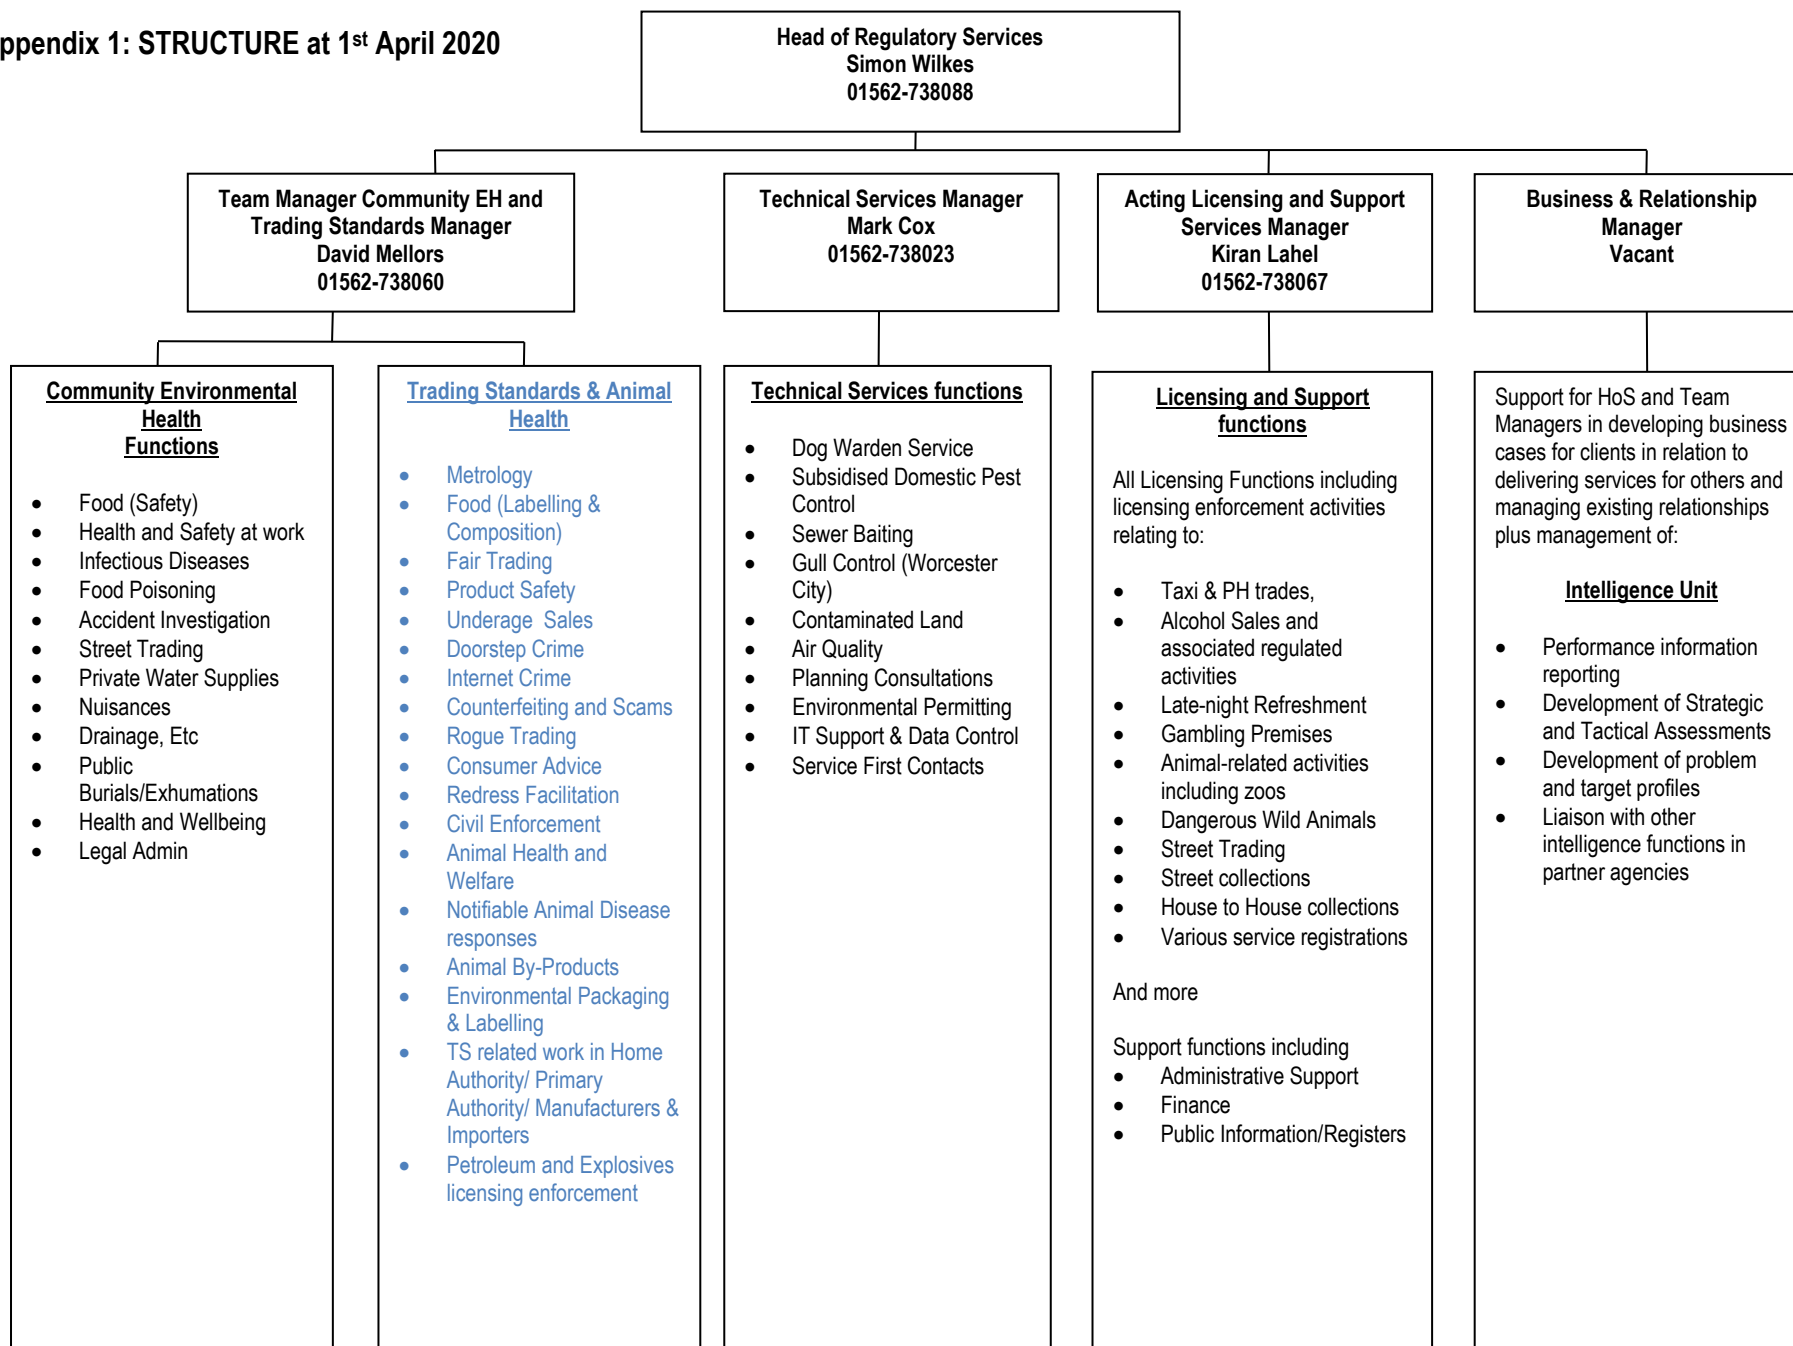 ppendix 1: STRUCTURE at 1st April 2020
Head of Regulatory Services
Simon Wilkes
01562-738088
Team Manager Community EH and
Trading Standards Manager
David Mellors
01562-738060
Technical Services Manager
Mark Cox
01562-738023
Acting Licensing and Support
Services Manager
Kiran Lahel
01562-738067
Business & Relationship
Manager
Vacant
Community Environmental
Health
Functions
• Food (Safety)
• Health and Safety at work
• Infectious Diseases
• Food Poisoning
• Accident Investigation
• Street Trading
• Private Water Supplies
• Nuisances
• Drainage, Etc
• Public
Burials/Exhumations
• Health and Wellbeing
• Legal Admin
Trading Standards & Animal
Health
• Metrology
• Food (Labelling &
Composition)
• Fair Trading
• Product Safety
• Underage  Sales
• Doorstep Crime
• Internet Crime
• Counterfeiting and Scams
• Rogue Trading
• Consumer Advice
• Redress Facilitation
• Civil Enforcement
• Animal Health and
Welfare
• Notifiable Animal Disease
responses
• Animal By-Products
• Environmental Packaging
& Labelling
• TS related work in Home
Authority/ Primary
Authority/ Manufacturers &
Importers
• Petroleum and Explosives
licensing enforcement
Technical Services functions
• Dog Warden Service
• Subsidised Domestic Pest
Control
• Sewer Baiting
• Gull Control (Worcester
City)
• Contaminated Land
• Air Quality
• Planning Consultations
• Environmental Permitting
• IT Support & Data Control
• Service First Contacts
Licensing and Support
functions
All Licensing Functions including
licensing enforcement activities
relating to:
• Taxi & PH trades,
• Alcohol Sales and
associated regulated
activities
• Late-night Refreshment
• Gambling Premises
• Animal-related activities
including zoos
• Dangerous Wild Animals
• Street Trading
• Street collections
• House to House collections
• Various service registrations
And more
Support functions including
• Administrative Support
• Finance
• Public Information/Registers
Support for HoS and Team
Managers in developing business
cases for clients in relation to
delivering services for others and
managing existing relationships
plus management of:
Intelligence Unit
• Performance information
reporting
• Development of Strategic
and Tactical Assessments
• Development of problem
and target profiles
• Liaison with other
intelligence functions in
partner agencies